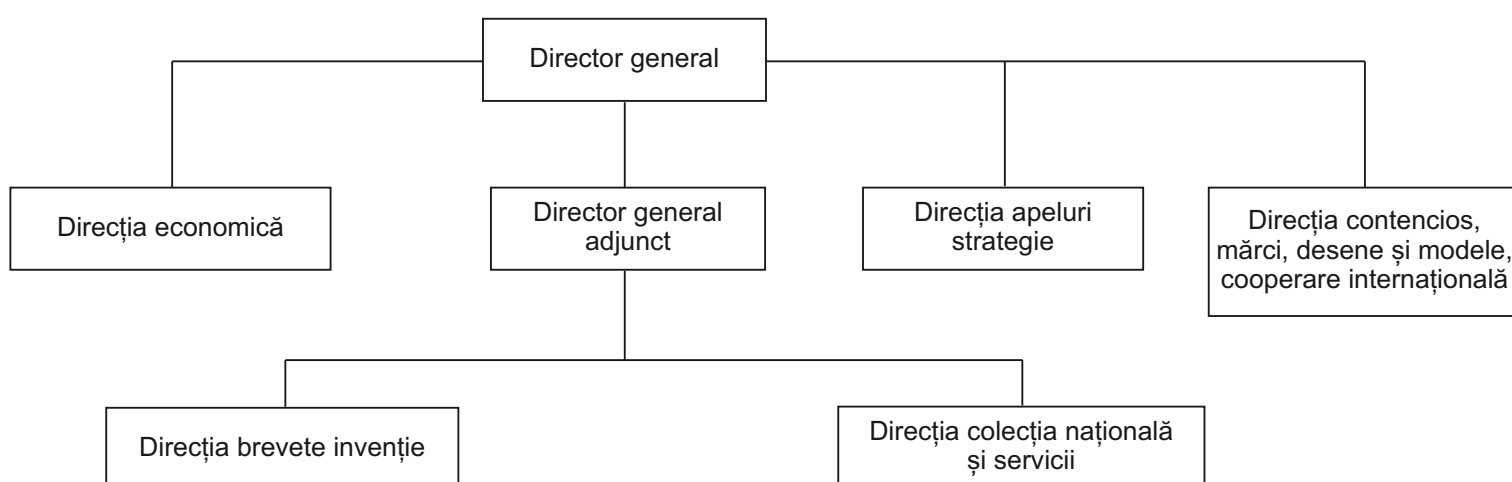 Director general
Direcția economică
Director general
adjunct
Direcția apeluri
strategie
Direcția contencios,
mărci, desene și modele,
cooperare internațională
Direcția brevete invenție
Direcția colecția națională
și servicii